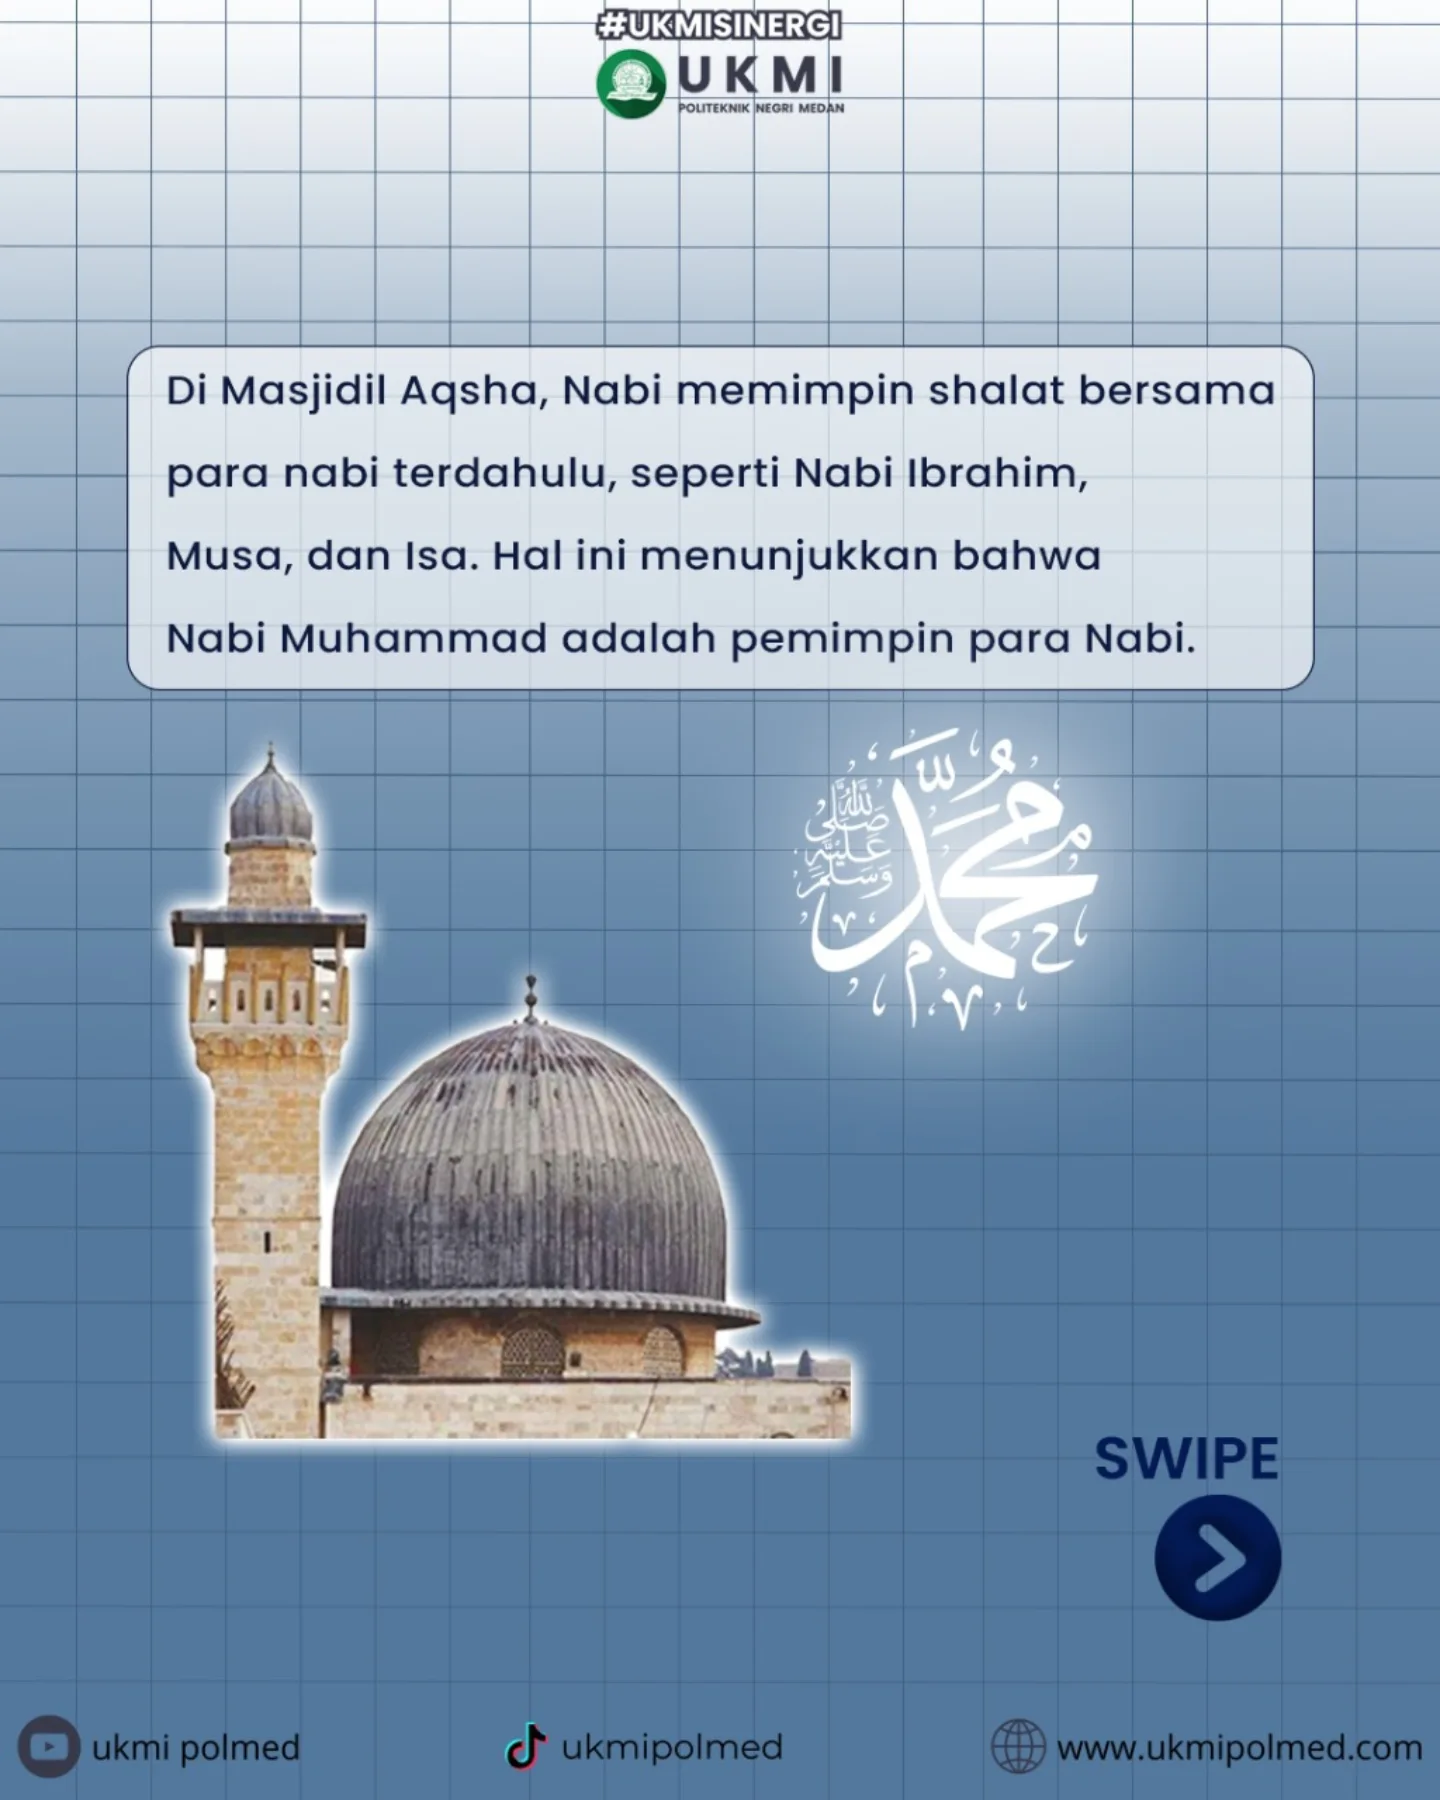 #UKMISINERGI
UKMI
POLITEKNIK NEGRI MEDAN
Di Masjidil Aqsha, Nabi memimpin shalat bersama
para nabi terdahulu, seperti Nabi Ibrahim,
Musa, dan Isa. Hal ini menunjukkan bahwa
Nabi Muhammad adalah pemimpin para Nabi.
محمد
صلى الله عليه وسلم
SWIPE
ukmi polmed
ukmipolmed
www.ukmipolmed.com